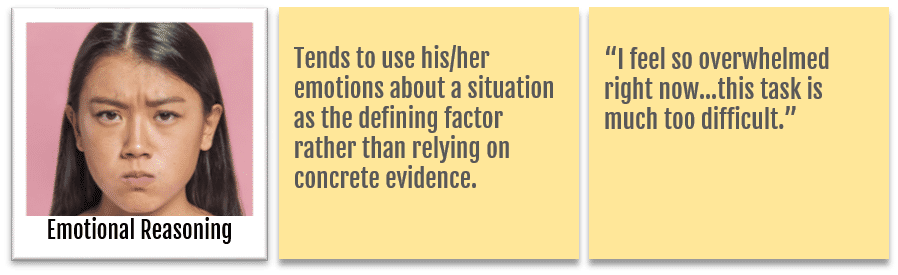 Emotional Reasoning
Tends to use his/her
emotions about a situation
as the defining factor
rather than relying on
concrete evidence.
“I feel so overwhelmed
right now...this task is
much too difficult.”